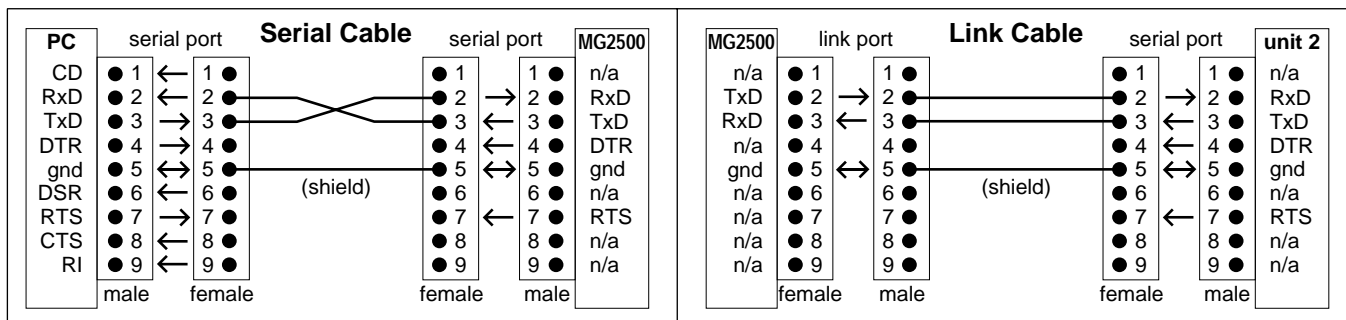 Serial Cable
PC serial port serial port MG2500
CD 1 1 1 1 n/a
RxD 2 2 2 2 RxD
TxD 3 3 3 3 TxD
DTR 4 4 4 4 DTR
gnd 5 5 (shield) 5 5 gnd
DSR 6 6 6 6 n/a
RTS 7 7 7 7 RTS
CTS 8 8 8 8 n/a
RI 9 9 9 9 n/a
male female female male
Link Cable
MG2500 link port serial port unit 2
n/a 1 1 1 1 n/a
TxD 2 2 2 2 RxD
RxD 3 3 3 3 TxD
n/a 4 4 4 4 DTR
gnd 5 5 (shield) 5 5 gnd
n/a 6 6 6 6 n/a
n/a 7 7 7 7 RTS
n/a 8 8 8 8 n/a
n/a 9 9 9 9 n/a
female male female male